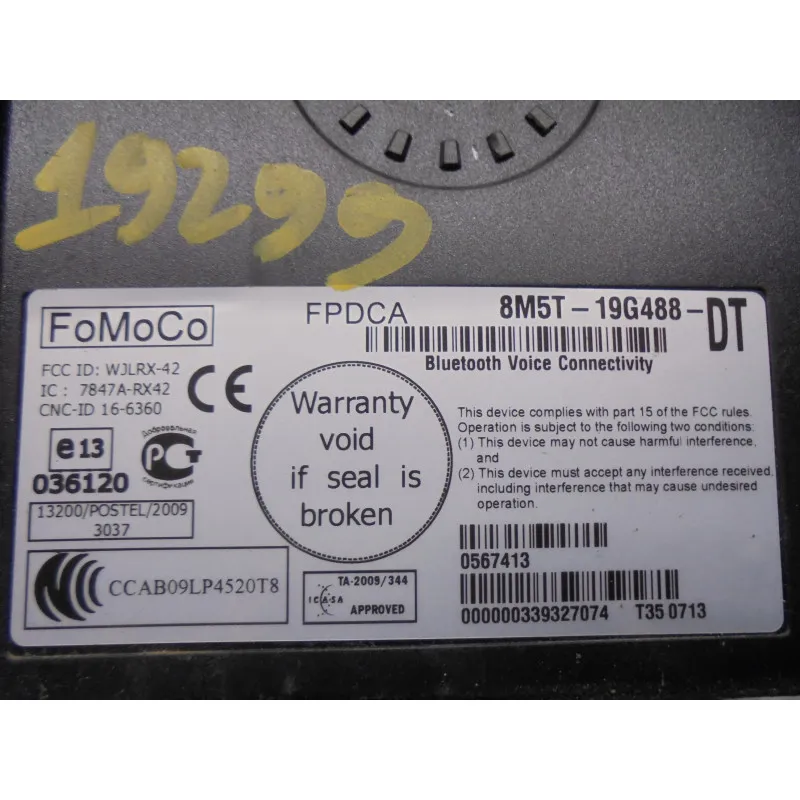 19299
FoMoCo
FPDCA
8M5T-19G488-DT
Bluetooth Voice Connectivity
FCC ID: WJLRX-42
IC : 7847A-RX42
CNC-ID 16-6360
CE
e13
036120
Добровольная
РСТ
сертификация
13200/POSTEL/2009
3037
CCAB09LP4520T8
Warranty
void
if seal is
broken
TA-2009/344
ICASA
APPROVED
This device complies with part 15 of the FCC rules.
Operation is subject to the following two conditions:
(1) This device may not cause harmful interference,
and
(2) This device must accept any interference received,
including interference that may cause undesired
operation.
0567413
000000339327074 T35 0713